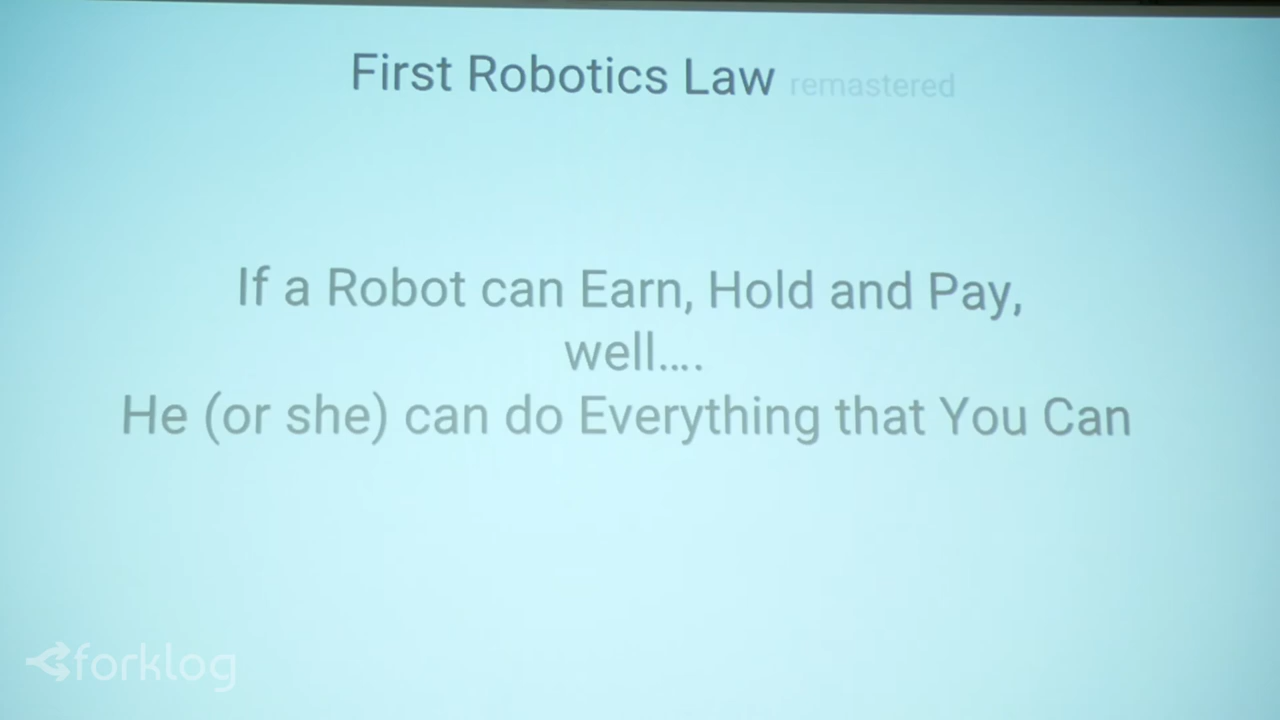 First Robotics Law remastered
If a Robot can Earn, Hold and Pay,
well....
He (or she) can do Everything that You Can
forklog